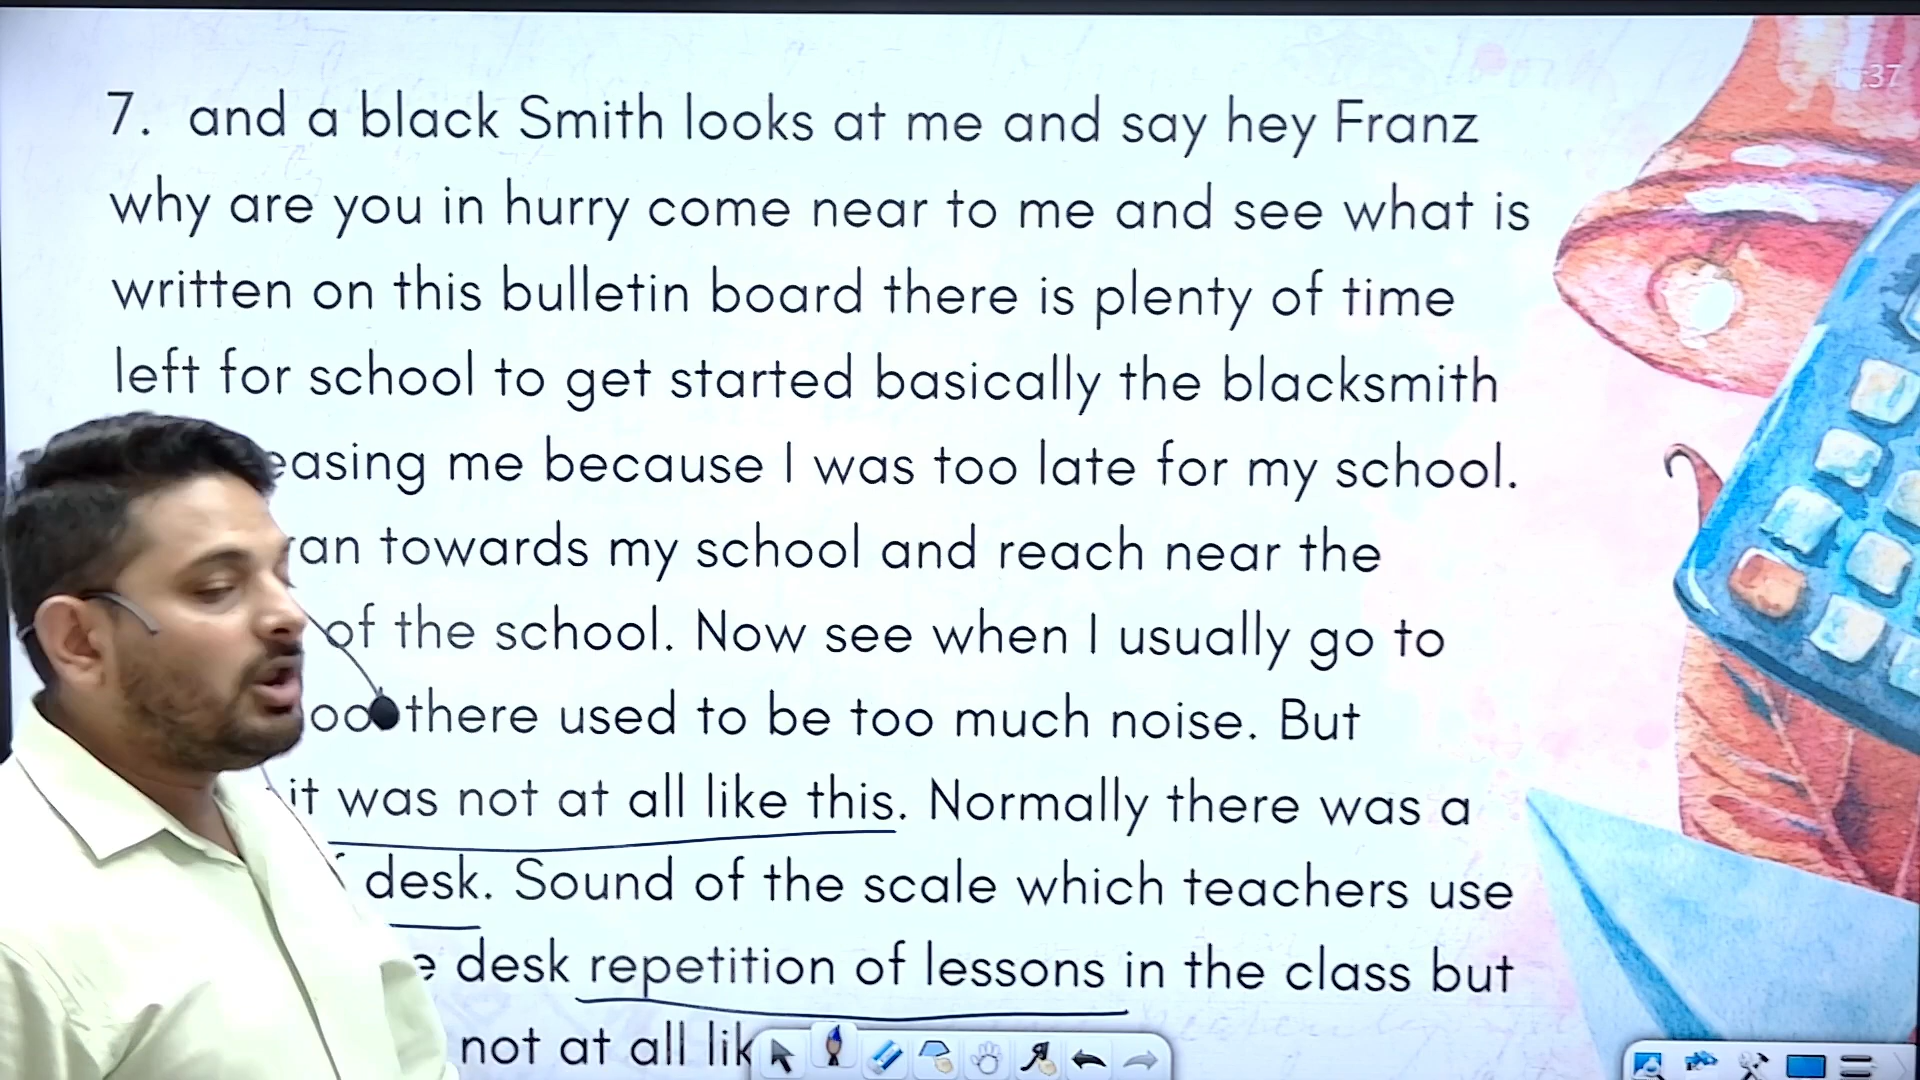 7. and a black Smith looks at me and say hey Franz
why are you in hurry come near to me and see what is
written on this bulletin board there is plenty of time
left for school to get started basically the blacksmith
me because I was too late for my school.
towards my school and reach near the
of the school. Now see when I usually go to
there used to be too much noise. But
it was not at all like this. Normally there was a
desk. Sound of the scale which teachers use
desk repetition of lessons in the class but
not at all